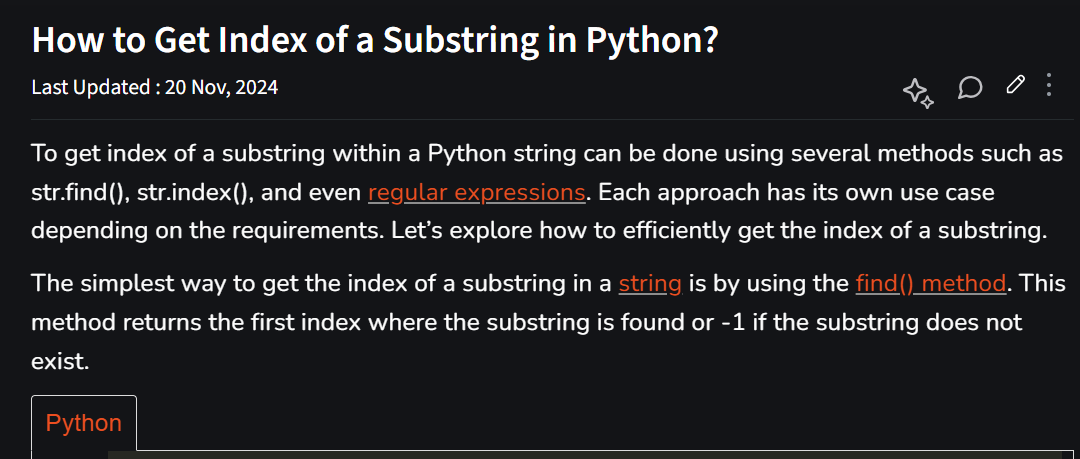 How to Get Index of a Substring in Python?
Last Updated : 20 Nov, 2024
To get index of a substring within a Python string can be done using several methods such as
str.find(), str.index(), and even regular expressions. Each approach has its own use case
depending on the requirements. Let’s explore how to efficiently get the index of a substring.
The simplest way to get the index of a substring in a string is by using the find() method. This
method returns the first index where the substring is found or -1 if the substring does not
exist.
Python